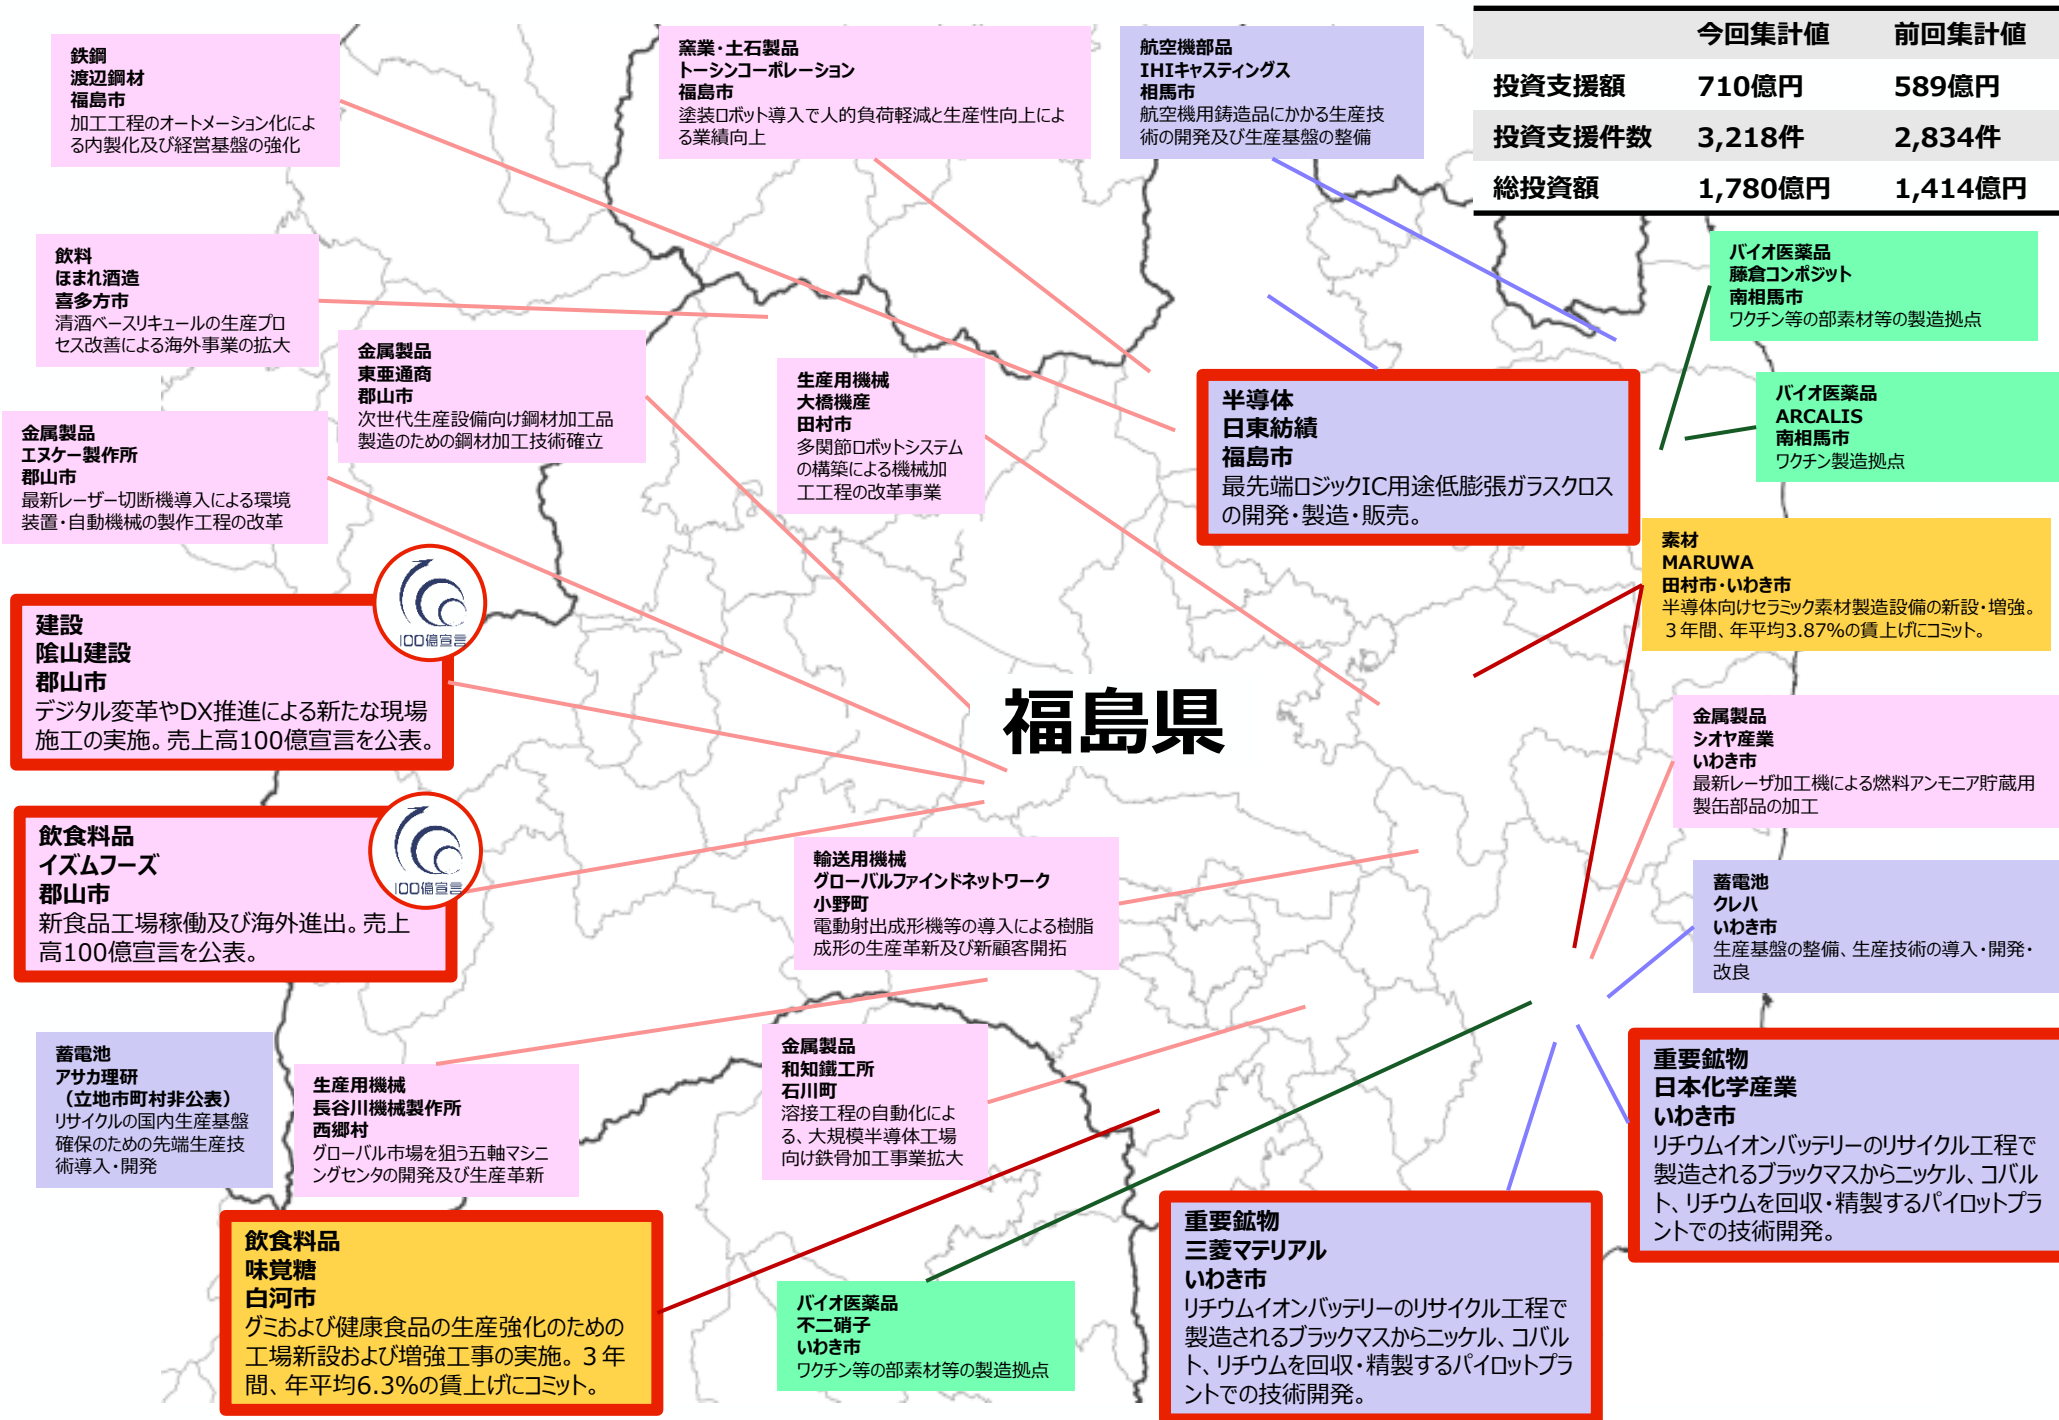 今回集計値 前回集計値
投資支援額 710億円 589億円
投資支援件数 3,218件 2,834件
総投資額 1,780億円 1,414億円
鉄鋼
渡辺鋼材
福島市
加工工程のオートメーション化によ
る内製化及び経営基盤の強化
窯業・土石製品
トーシンコーポレーション
福島市
塗装ロボット導入で人的負荷軽減と生産性向上によ
る業績向上
航空機部品
IHIキャスティングス
相馬市
航空機用鋳造品にかかる生産技
術の開発及び生産基盤の整備
飲料
ほまれ酒造
喜多方市
清酒ベースリキュールの生産プロ
セス改善による海外事業の拡大
バイオ医薬品
藤倉コンポジット
南相馬市
ワクチン等の部素材等の製造拠点
金属製品
東亜通商
郡山市
次世代生産設備向け鋼材加工品
製造のための鋼材加工技術確立
生産用機械
大橋機産
田村市
多関節ロボットシステム
の構築による機械加
工工程の改革事業
半導体
日東紡績
福島市
最先端ロジックIC用途低膨張ガラスクロス
の開発・製造・販売。
バイオ医薬品
ARCALIS
南相馬市
ワクチン製造拠点
金属製品
エヌケー製作所
郡山市
最新レーザー切断機導入による環境
装置・自動機械の製作工程の改革
素材
MARUWA
田村市・いわき市
半導体向けセラミック素材製造設備の新設・増強。
3年間、年平均3.87%の賃上げにコミット。
100億宣言
建設
陰山建設
郡山市
デジタル変革やDX推進による新たな現場
施工の実施。売上高100億宣言を公表。
福島県
金属製品
シオヤ産業
いわき市
最新レーザ加工機による燃料アンモニア貯蔵用
製缶部品の加工
100億宣言
飲食料品
イズムフーズ
郡山市
新食品工場稼働及び海外進出。売上
高100億宣言を公表。
輸送用機械
グローバルファインドネットワーク
小野町
電動射出成形機等の導入による樹脂
成形の生産革新及び新顧客開拓
蓄電池
クレハ
いわき市
生産基盤の整備、生産技術の導入・開発・
改良
蓄電池
アサカ理研
（立地市町村非公表）
リサイクルの国内生産基盤
確保のための先端生産技
術導入・開発
生産用機械
長谷川機械製作所
西郷村
グローバル市場を狙う五軸マシニ
ングセンタの開発及び生産革新
金属製品
和知鐵工所
石川町
溶接工程の自動化によ
る、大規模半導体工場
向け鉄骨加工事業拡大
重要鉱物
日本化学産業
いわき市
リチウムイオンバッテリーのリサイクル工程で
製造されるブラックマスからニッケル、コバル
ト、リチウムを回収・精製するパイロットプラ
ントでの技術開発。
飲食料品
味覚糖
白河市
グミおよび健康食品の生産強化のための
工場新設および増強工事の実施。3年
間、年平均6.3%の賃上げにコミット。
バイオ医薬品
不二硝子
いわき市
ワクチン等の部素材等の製造拠点
重要鉱物
三菱マテリアル
いわき市
リチウムイオンバッテリーのリサイクル工程で
製造されるブラックマスからニッケル、コバル
ト、リチウムを回収・精製するパイロットプラ
ントでの技術開発。